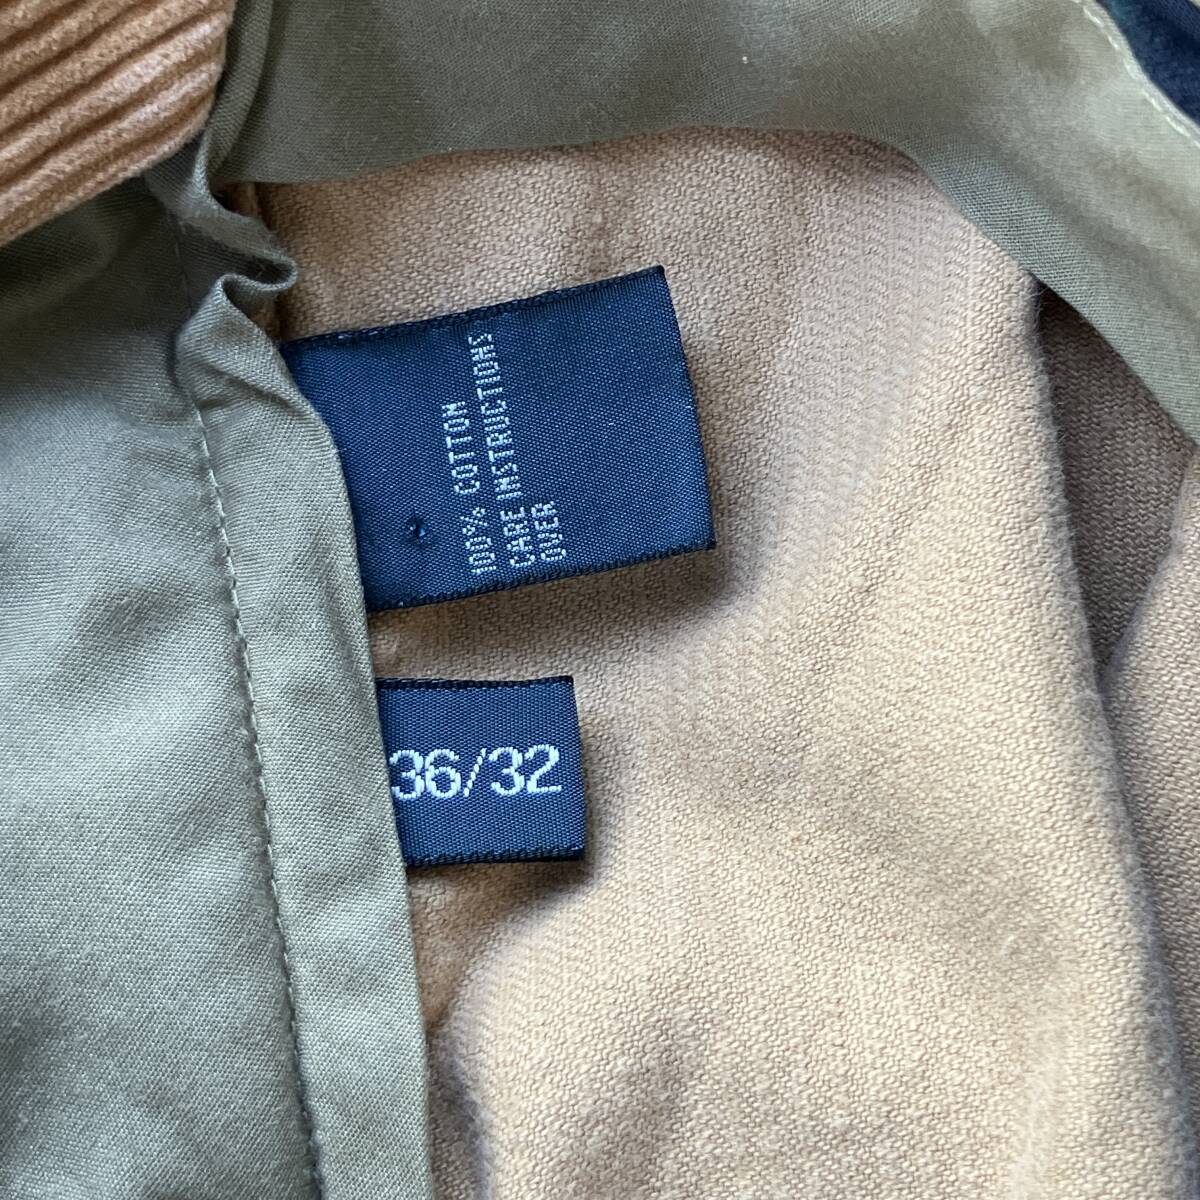 100% COTTON
CARE INSTRUCTIONS
OVER
36/32